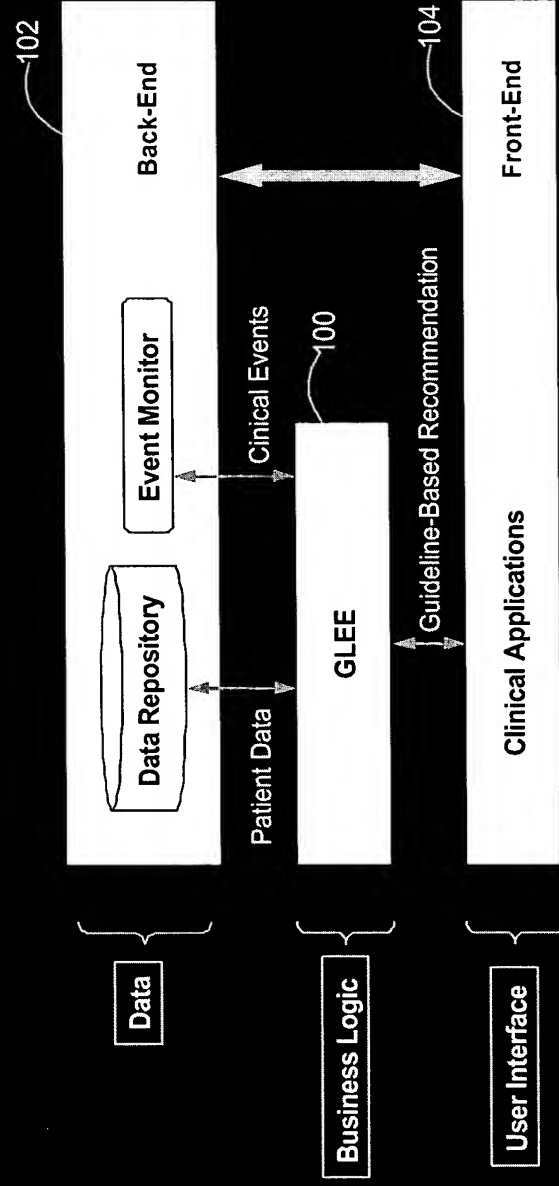 102
Data
Data Repository
Event Monitor
Back-End
Patient Data
Cinical Events
100
Business Logic
GLEE
Guideline-Based Recommendation
104
User Interface
Clinical Applications
Front-End